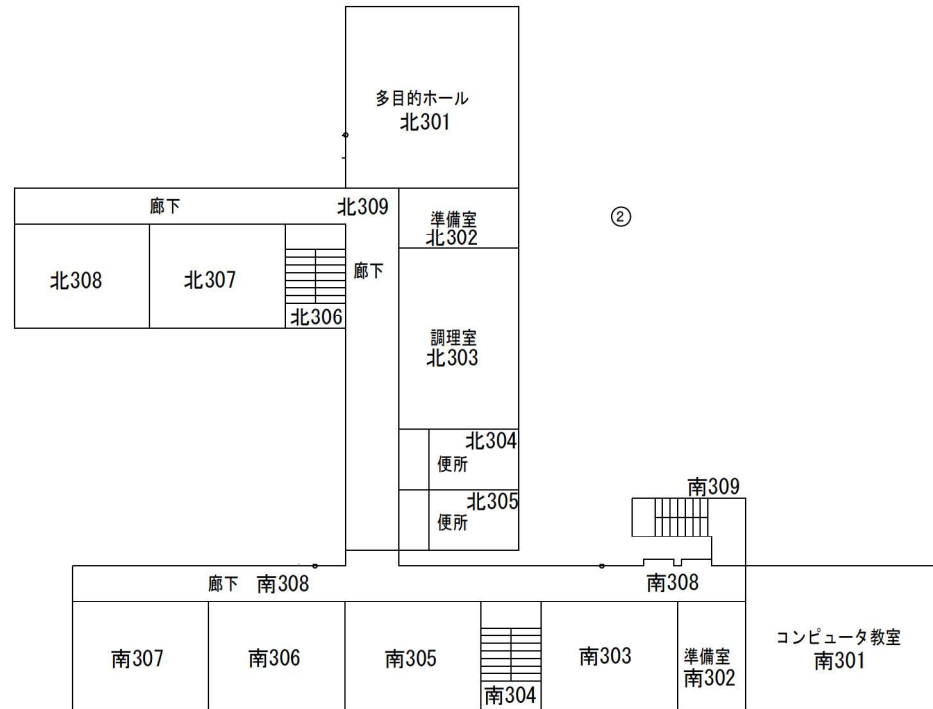 多目的ホール
北301
廊下
北309
準備室
北302
②
北308
北307
廊下
北306
調理室
北303
北304
便所
北305
便所
南309
廊下 南308
南308
南307
南306
南305
南304
南303
準備室
南302
コンピュータ教室
南301